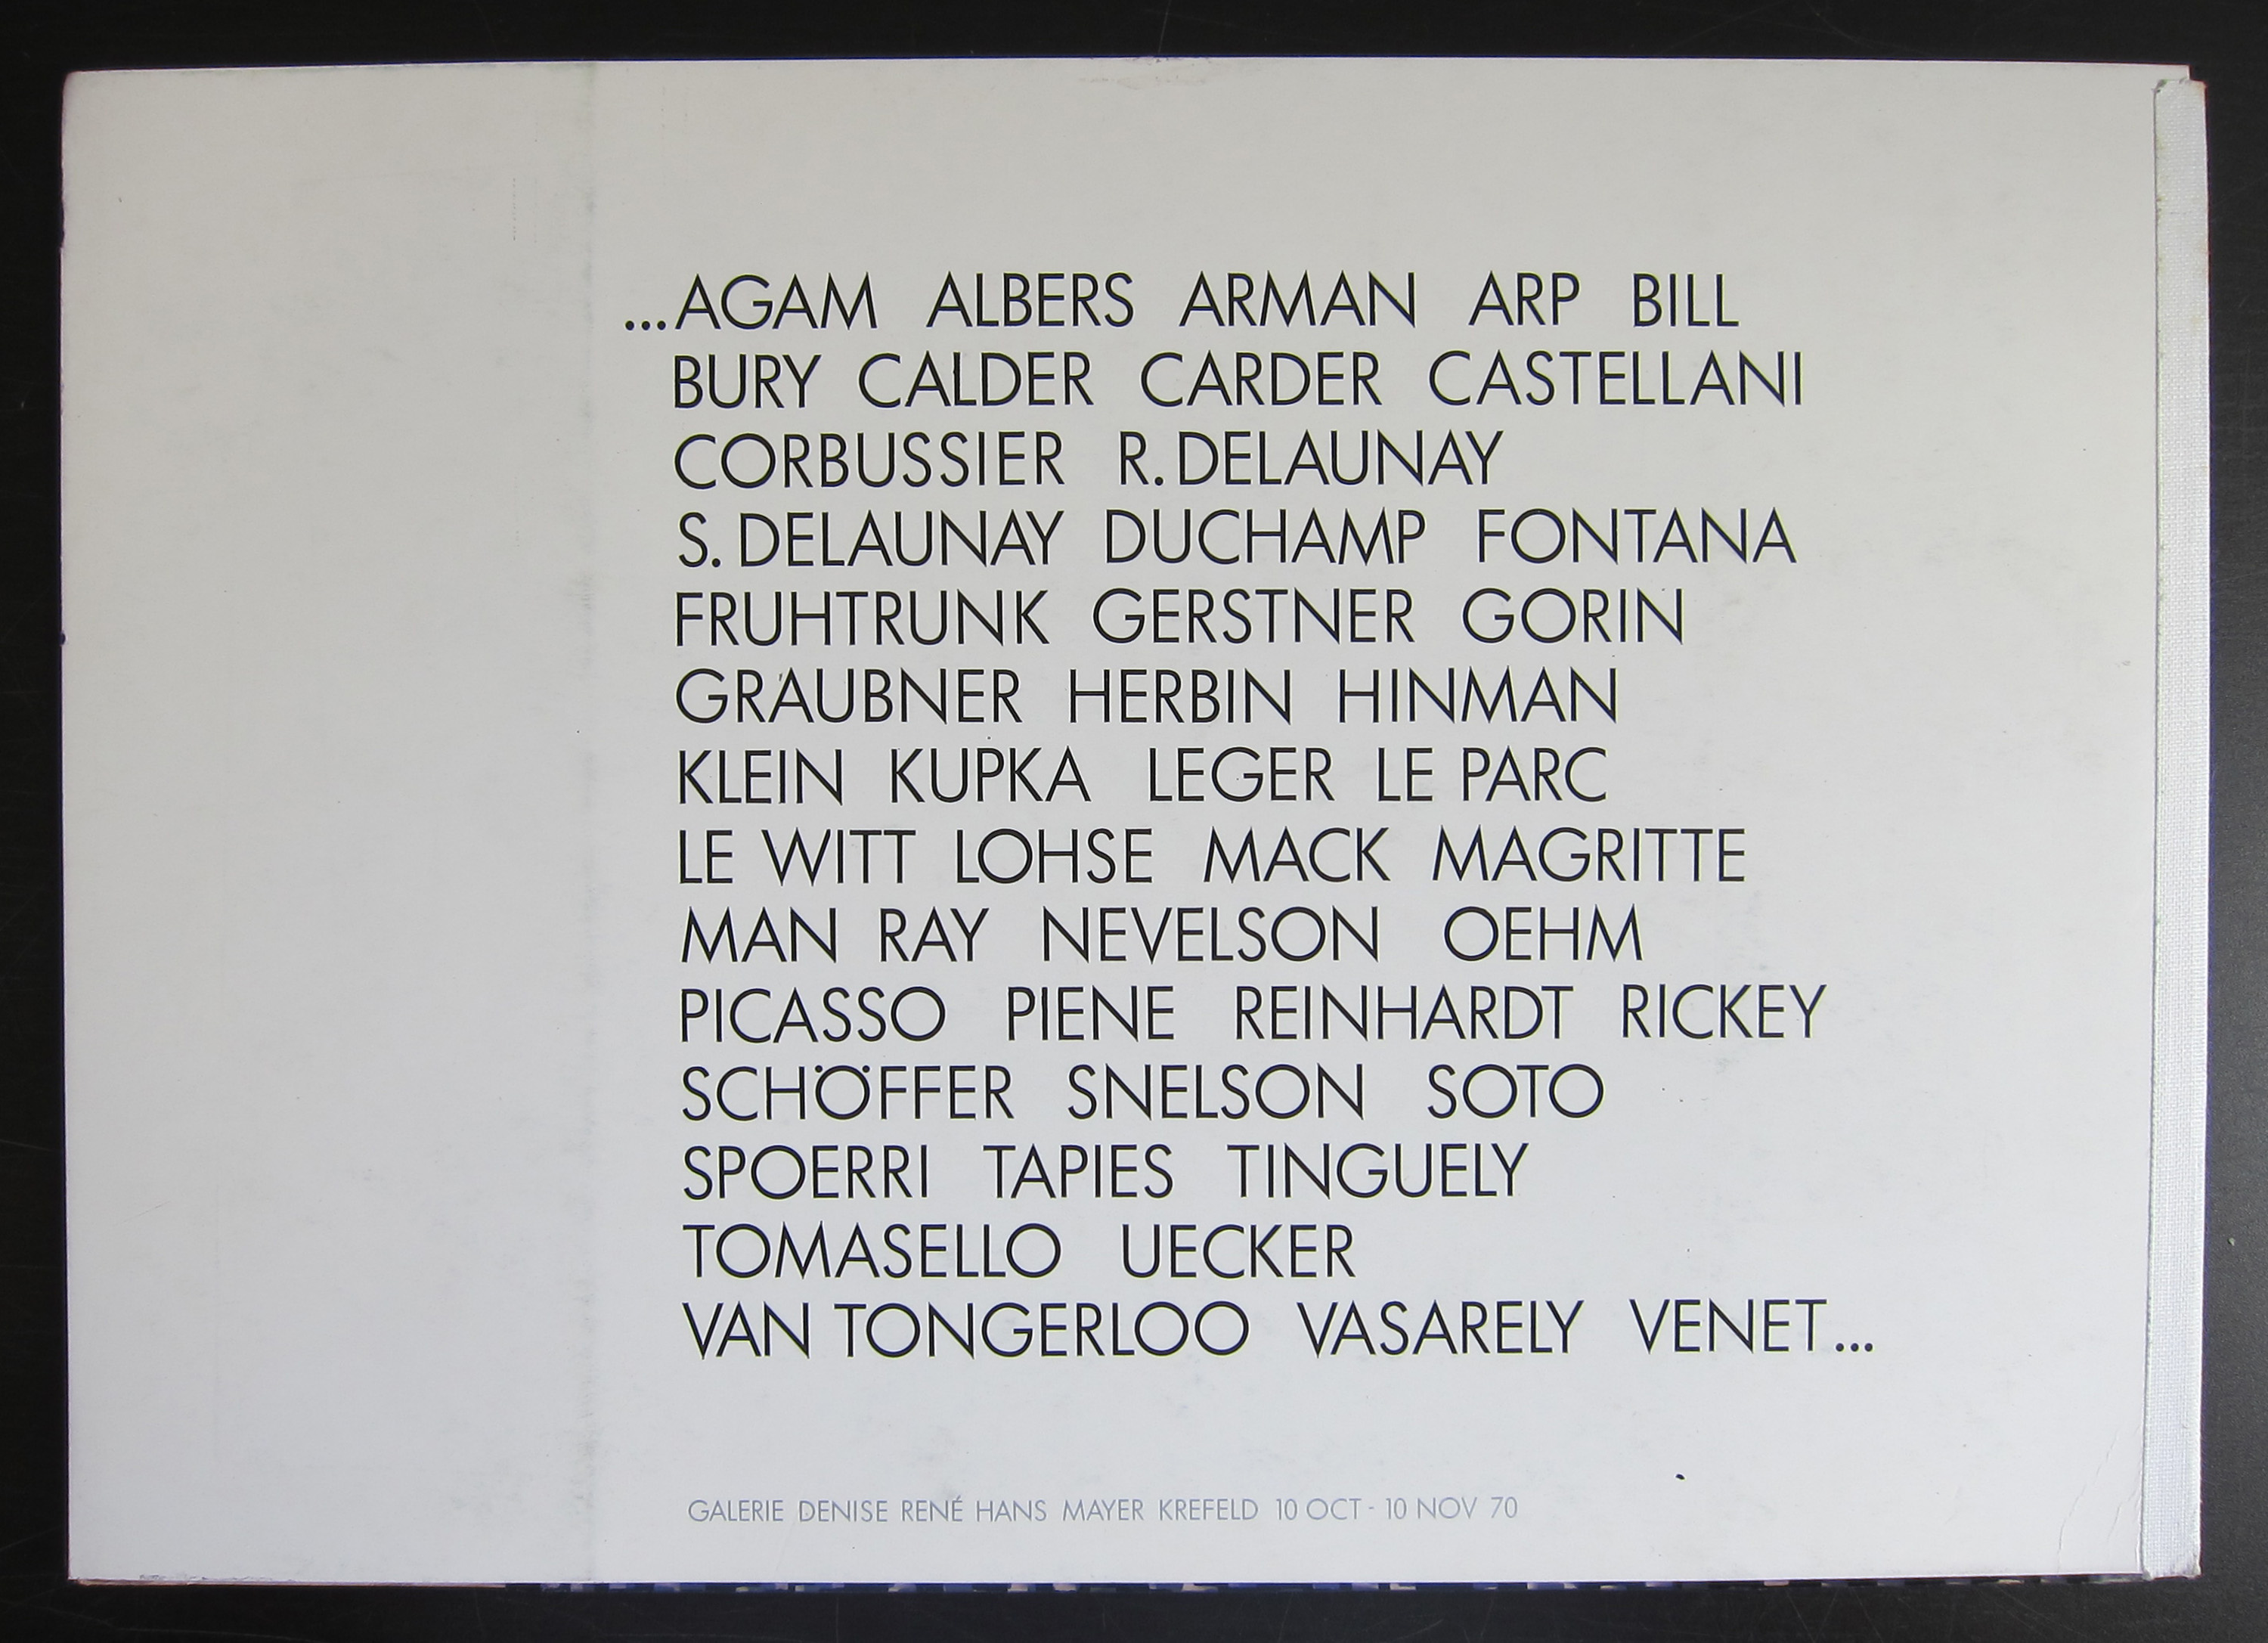 ...AGAM ALBERS ARMAN ARP BILL
BURY CALDER CARDER CASTELLANI
CORBUSSIER R. DELAUNAY
S. DELAUNAY DUCHAMP FONTANA
FRUHTRUNK GERSTNER GORIN
GRAUBNER HERBIN HINMAN
KLEIN KUPKA LEGER LE PARC
LE WITT LOHSE MACK MAGRITTE
MAN RAY NEVELSON OEHM
PICASSO PIENE REINHARDT RICKEY
SCHÖFFER SNELSON SOTO
SPOERRI TAPIES TINGUELY
TOMASELLO UECKER
VAN TONGERLOO VASARELY VENET...
GALERIE DENISE RENÉ HANS MAYER KREFELD 10 OCT - 10 NOV 70